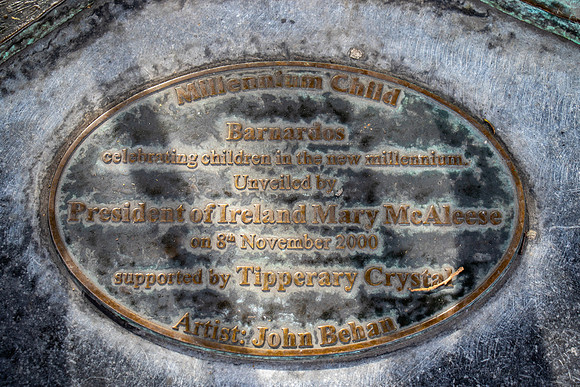 Millennium Child
Barnardos
celebrating children in the new millennium.
Unveiled by
President of Ireland Mary McAleese
on 8th November 2000
supported by Tipperary Crystal
Artist: John Behan